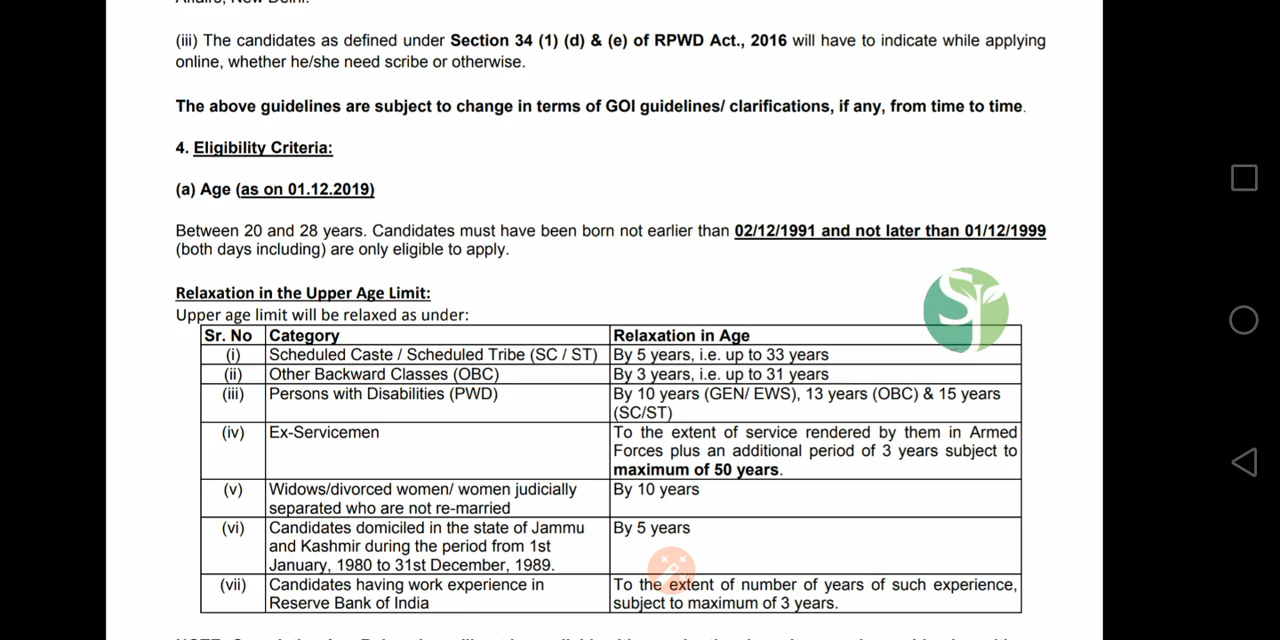 Affairs, New Delhi.
(iii) The candidates as defined under Section 34 (1) (d) & (e) of RPWD Act., 2016 will have to indicate while applying
online, whether he/she need scribe or otherwise.
The above guidelines are subject to change in terms of GOI guidelines/ clarifications, if any, from time to time.
4. Eligibility Criteria:
(a) Age (as on 01.12.2019)
Between 20 and 28 years. Candidates must have been born not earlier than 02/12/1991 and not later than 01/12/1999
(both days including) are only eligible to apply.
Relaxation in the Upper Age Limit:
Upper age limit will be relaxed as under:
Sr. No Category Relaxation in Age
(i) Scheduled Caste / Scheduled Tribe (SC / ST) By 5 years, i.e. up to 33 years
(ii) Other Backward Classes (OBC) By 3 years, i.e. up to 31 years
(iii) Persons with Disabilities (PWD) By 10 years (GEN/ EWS), 13 years (OBC) & 15 years
(SC/ST)
(iv) Ex-Servicemen To the extent of service rendered by them in Armed
Forces plus an additional period of 3 years subject to
maximum of 50 years.
(v) Widows/divorced women/ women judicially By 10 years
separated who are not re-married
(vi) Candidates domiciled in the state of Jammu By 5 years
and Kashmir during the period from 1st
January, 1980 to 31st December, 1989.
(vii) Candidates having work experience in To the extent of number of years of such experience,
Reserve Bank of India subject to maximum of 3 years.